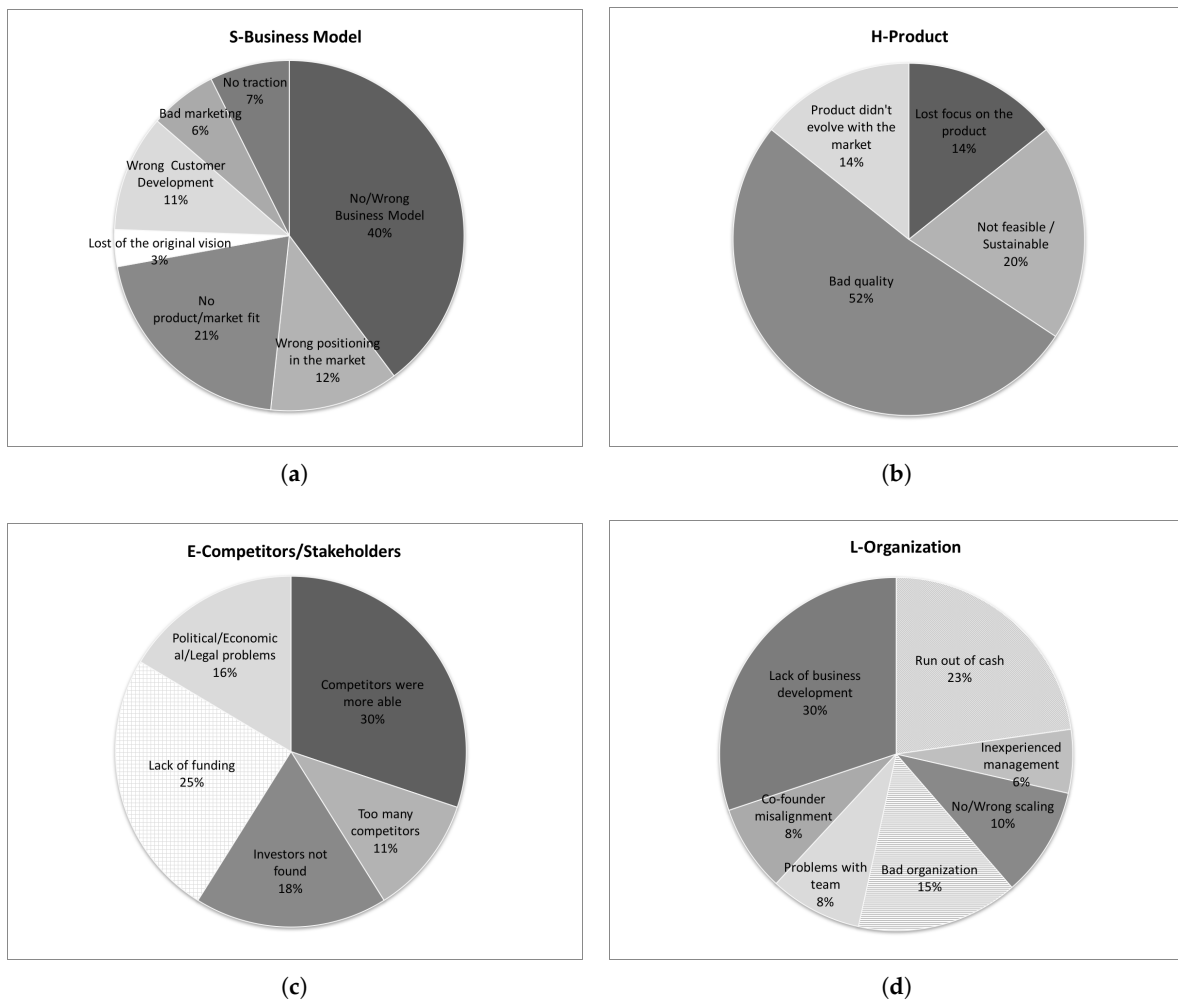 S-Business Model
No traction
7%
Bad marketing
6%
Wrong Customer
Development
11%
Lost of the original vision
3%
No
product/market fit
21%
Wrong positioning
in the market
12%
No/Wrong
Business Model
40%
(a)
H-Product
Product didn't
evolve with the
market
14%
Lost focus on the
product
14%
Not feasible /
Sustainable
20%
Bad quality
52%
(b)
E-Competitors/Stakeholders
Political/Economic
al/Legal problems
16%
Competitors were
more able
30%
Lack of funding
25%
Too many
competitors
11%
Investors not
found
18%
(c)
L-Organization
Lack of business
development
30%
Run out of cash
23%
Inexperienced
management
6%
No/Wrong scaling
10%
Co-founder
misalignment
8%
Problems with
team
8%
Bad organization
15%
(d)